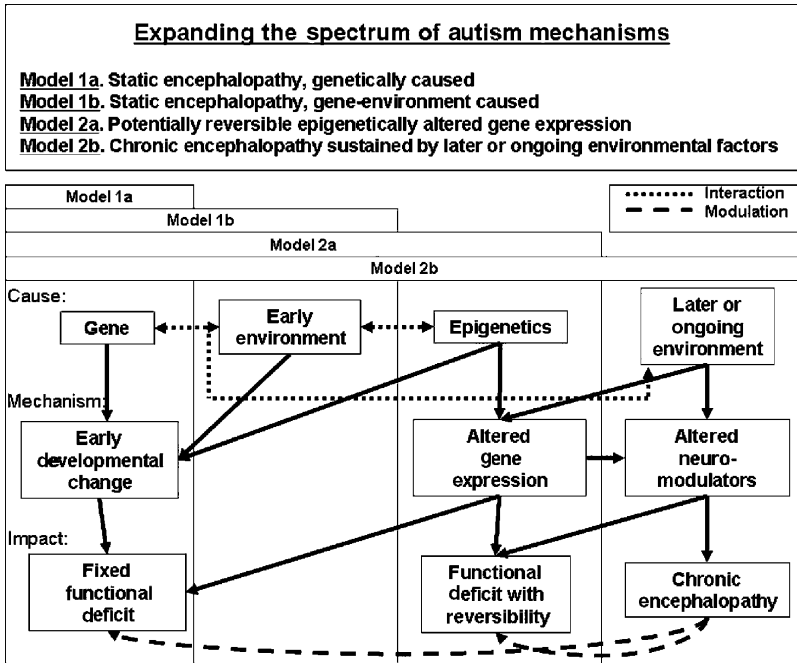 Expanding the spectrum of autism mechanisms
Model 1a. Static encephalopathy, genetically caused
Model 1b. Static encephalopathy, gene-environment caused
Model 2a. Potentially reversible epigenetically altered gene expression
Model 2b. Chronic encephalopathy sustained by later or ongoing environmental factors
Model 1a
Model 1b
Model 2a
Model 2b
Interaction
Modulation
Cause:
Gene
Early
environment
Epigenetics
Later or
ongoing
environment
Mechanism:
Early
developmental
change
Altered
gene
expression
Altered
neuro-
modulators
Impact:
Fixed
functional
deficit
Functional
deficit with
reversibility
Chronic
encephalopathy